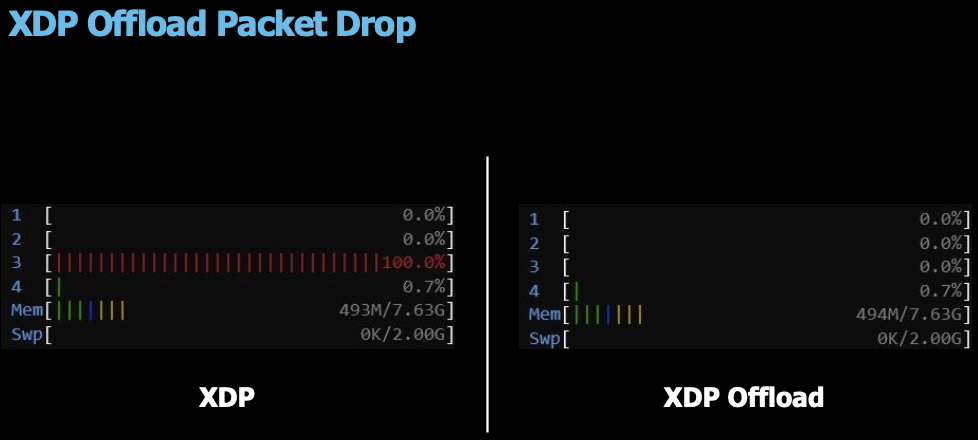 XDP Offload Packet Drop
1 [ 0.0%]
2 [ 0.0%]
3 [||||||||||||||||||||||||||||||||100.0%]
4 [| 0.7%]
Mem[||||||| 493M/7.63G]
Swp[ 0K/2.00G]
XDP
1 [ 0.0%]
2 [ 0.0%]
3 [ 0.0%]
4 [| 0.7%]
Mem[||||||| 494M/7.63G]
Swp[ 0K/2.00G]
XDP Offload